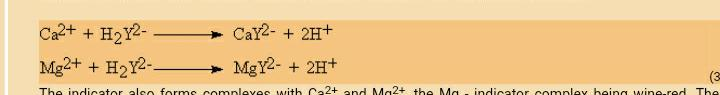 Ca2+ + H2Y2- ⟶ CaY2- + 2H+
Mg2+ + H2Y2- ⟶ MgY2- + 2H+
(3
The indicator also forms complexes with Ca2+ and Mg2+, the Mg - indicator complex being wine-red. The